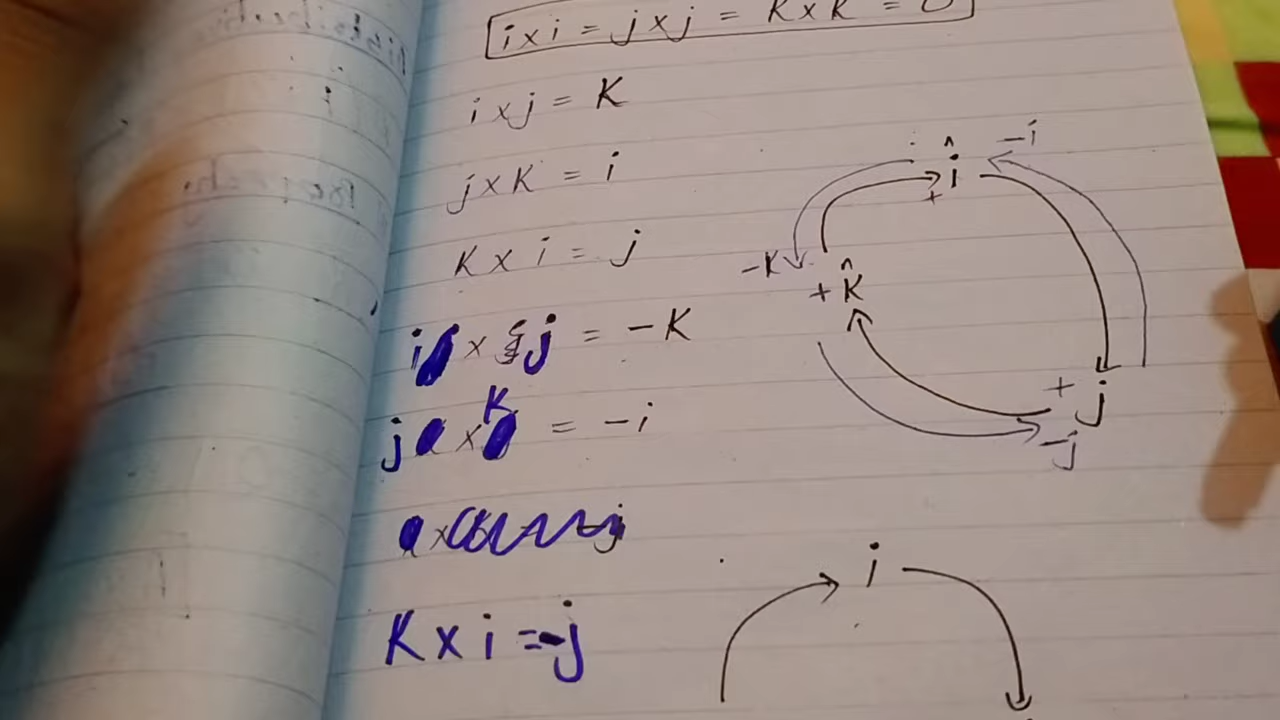 i x i = j x j = K x K = 0
i x j = K
j x K = i
K x i = j
i x j = -K
j x K = -i
K x i = -j
î
-i
+
-K
+ K̂
+ j
-j
i